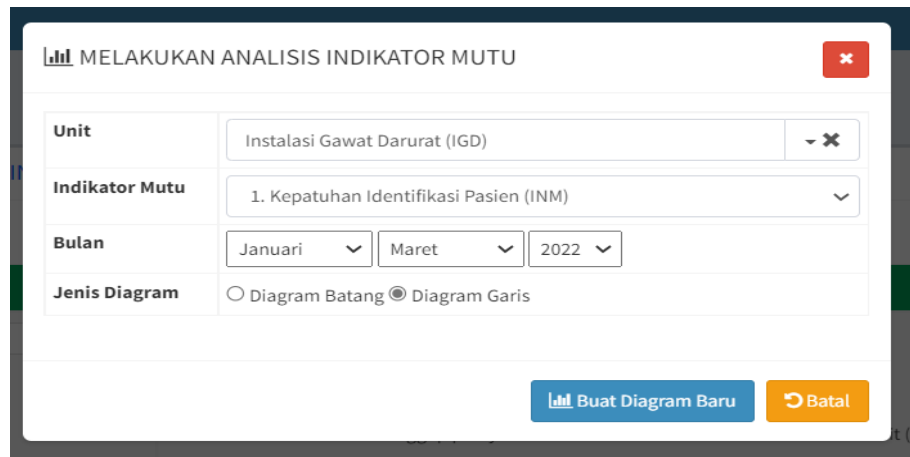 MELAKUKAN ANALISIS INDIKATOR MUTU
Unit
Instalasi Gawat Darurat (IGD)
Indikator Mutu
1. Kepatuhan Identifikasi Pasien (INM)
Bulan
Januari Maret 2022
Jenis Diagram
Diagram Batang Diagram Garis
Buat Diagram Baru Batal